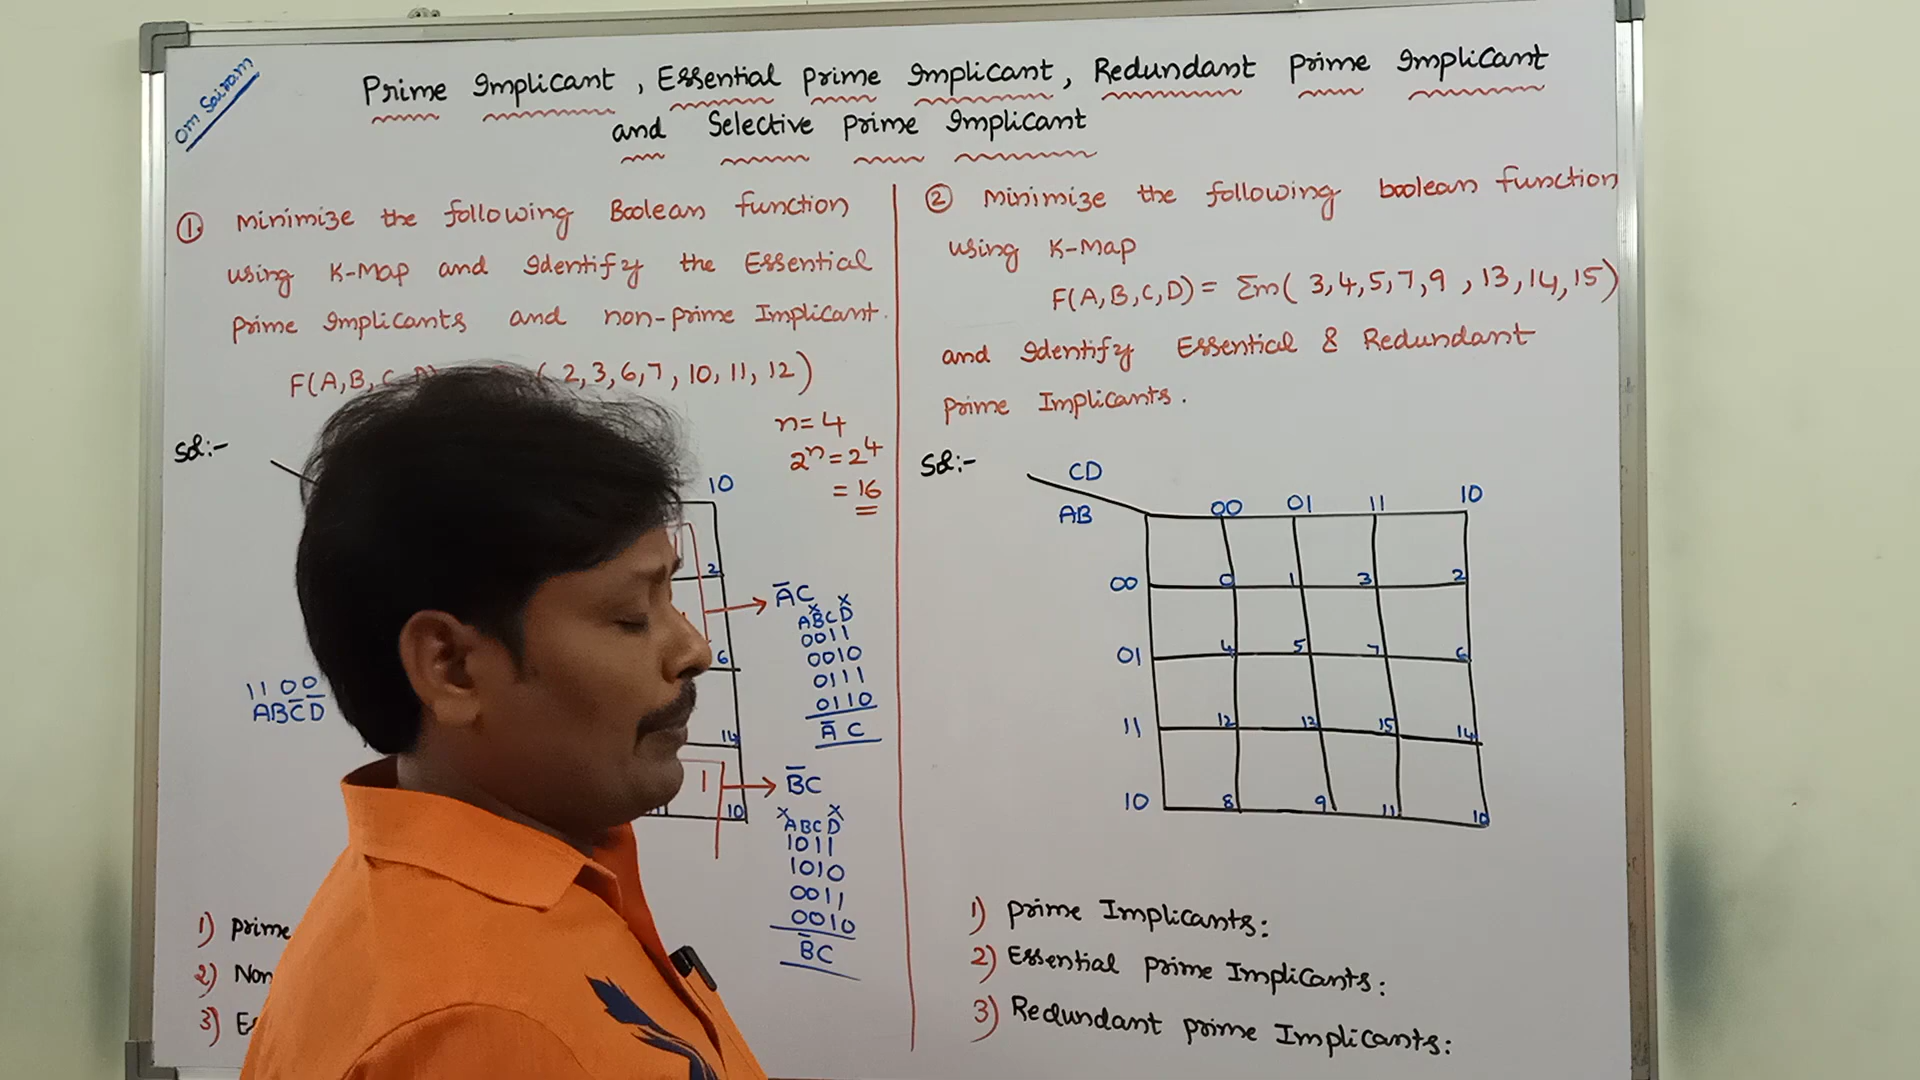 Om Sairam
Prime Implicant, Essential Prime Implicant, Redundant Prime Implicant
and Selective Prime Implicant
① Minimize the following Boolean function
using K-Map and Identify the Essential
Prime Implicants and non-prime Implicant.
F(A,B,C,D) 2,3,6,7,10,11,12)
n=4
2ⁿ=2⁴
=16
Sol:-
10
2
6
14
1
10
A̅C
ABCD
0011
0010
0111
0110
A̅ C
1100
ABC̅D̅
B̅C
ABCD
1011
1010
0011
0010
B̅C
1) Prime
2) Non
3) Es
② Minimize the following boolean function
using K-Map
F(A,B,C,D) = Σm( 3,4,5,7,9 ,13,14,15)
and Identify Essential & Redundant
Prime Implicants.
Sol:-
CD
AB
00 01 11 10
00 0 1 3 2
01 4 5 7 6
11 12 13 15 14
10 8 9 11 10
1) Prime Implicants:
2) Essential Prime Implicants:
3) Redundant Prime Implicants: